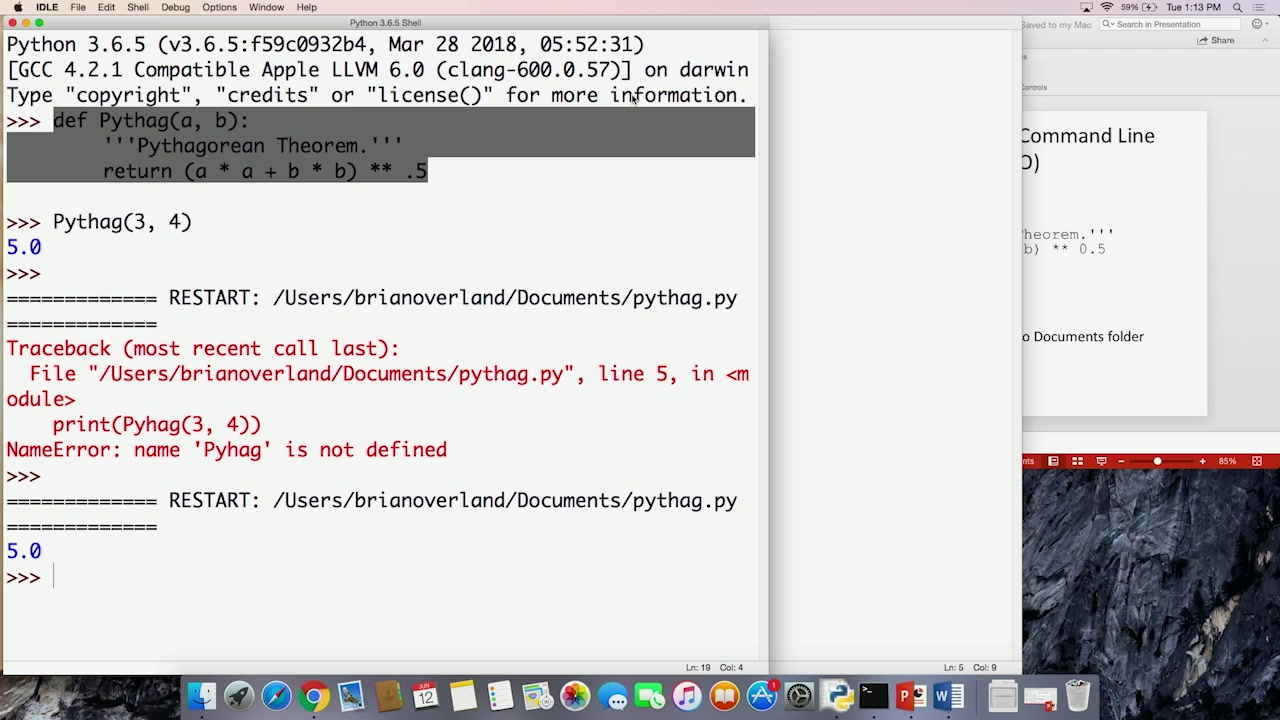 IDLE File Edit Shell Debug Options Window Help
59% Tue 1:13 PM
Python 3.6.5 Shell
Saved to my Mac
Search in Presentation
Share
Python 3.6.5 (v3.6.5:f59c0932b4, Mar 28 2018, 05:52:31)
[GCC 4.2.1 Compatible Apple LLVM 6.0 (clang-600.0.57)] on darwin
Type "copyright", "credits" or "license()" for more information.
>>> def Pythag(a, b):
'''Pythagorean Theorem.'''
return (a * a + b * b) ** .5
>>> Pythag(3, 4)
5.0
>>>
============= RESTART: /Users/brianoverland/Documents/pythag.py
=============
Traceback (most recent call last):
File "/Users/brianoverland/Documents/pythag.py", line 5, in <m
odule>
print(Pyhag(3, 4))
NameError: name 'Pyhag' is not defined
>>>
============= RESTART: /Users/brianoverland/Documents/pythag.py
=============
5.0
>>>
Ln: 19 Col: 4
Ln: 5 Col: 9
Controls
Command Line
O)
heorem.'''
b) ** 0.5
o Documents folder
nts
85%
JUN
12
1